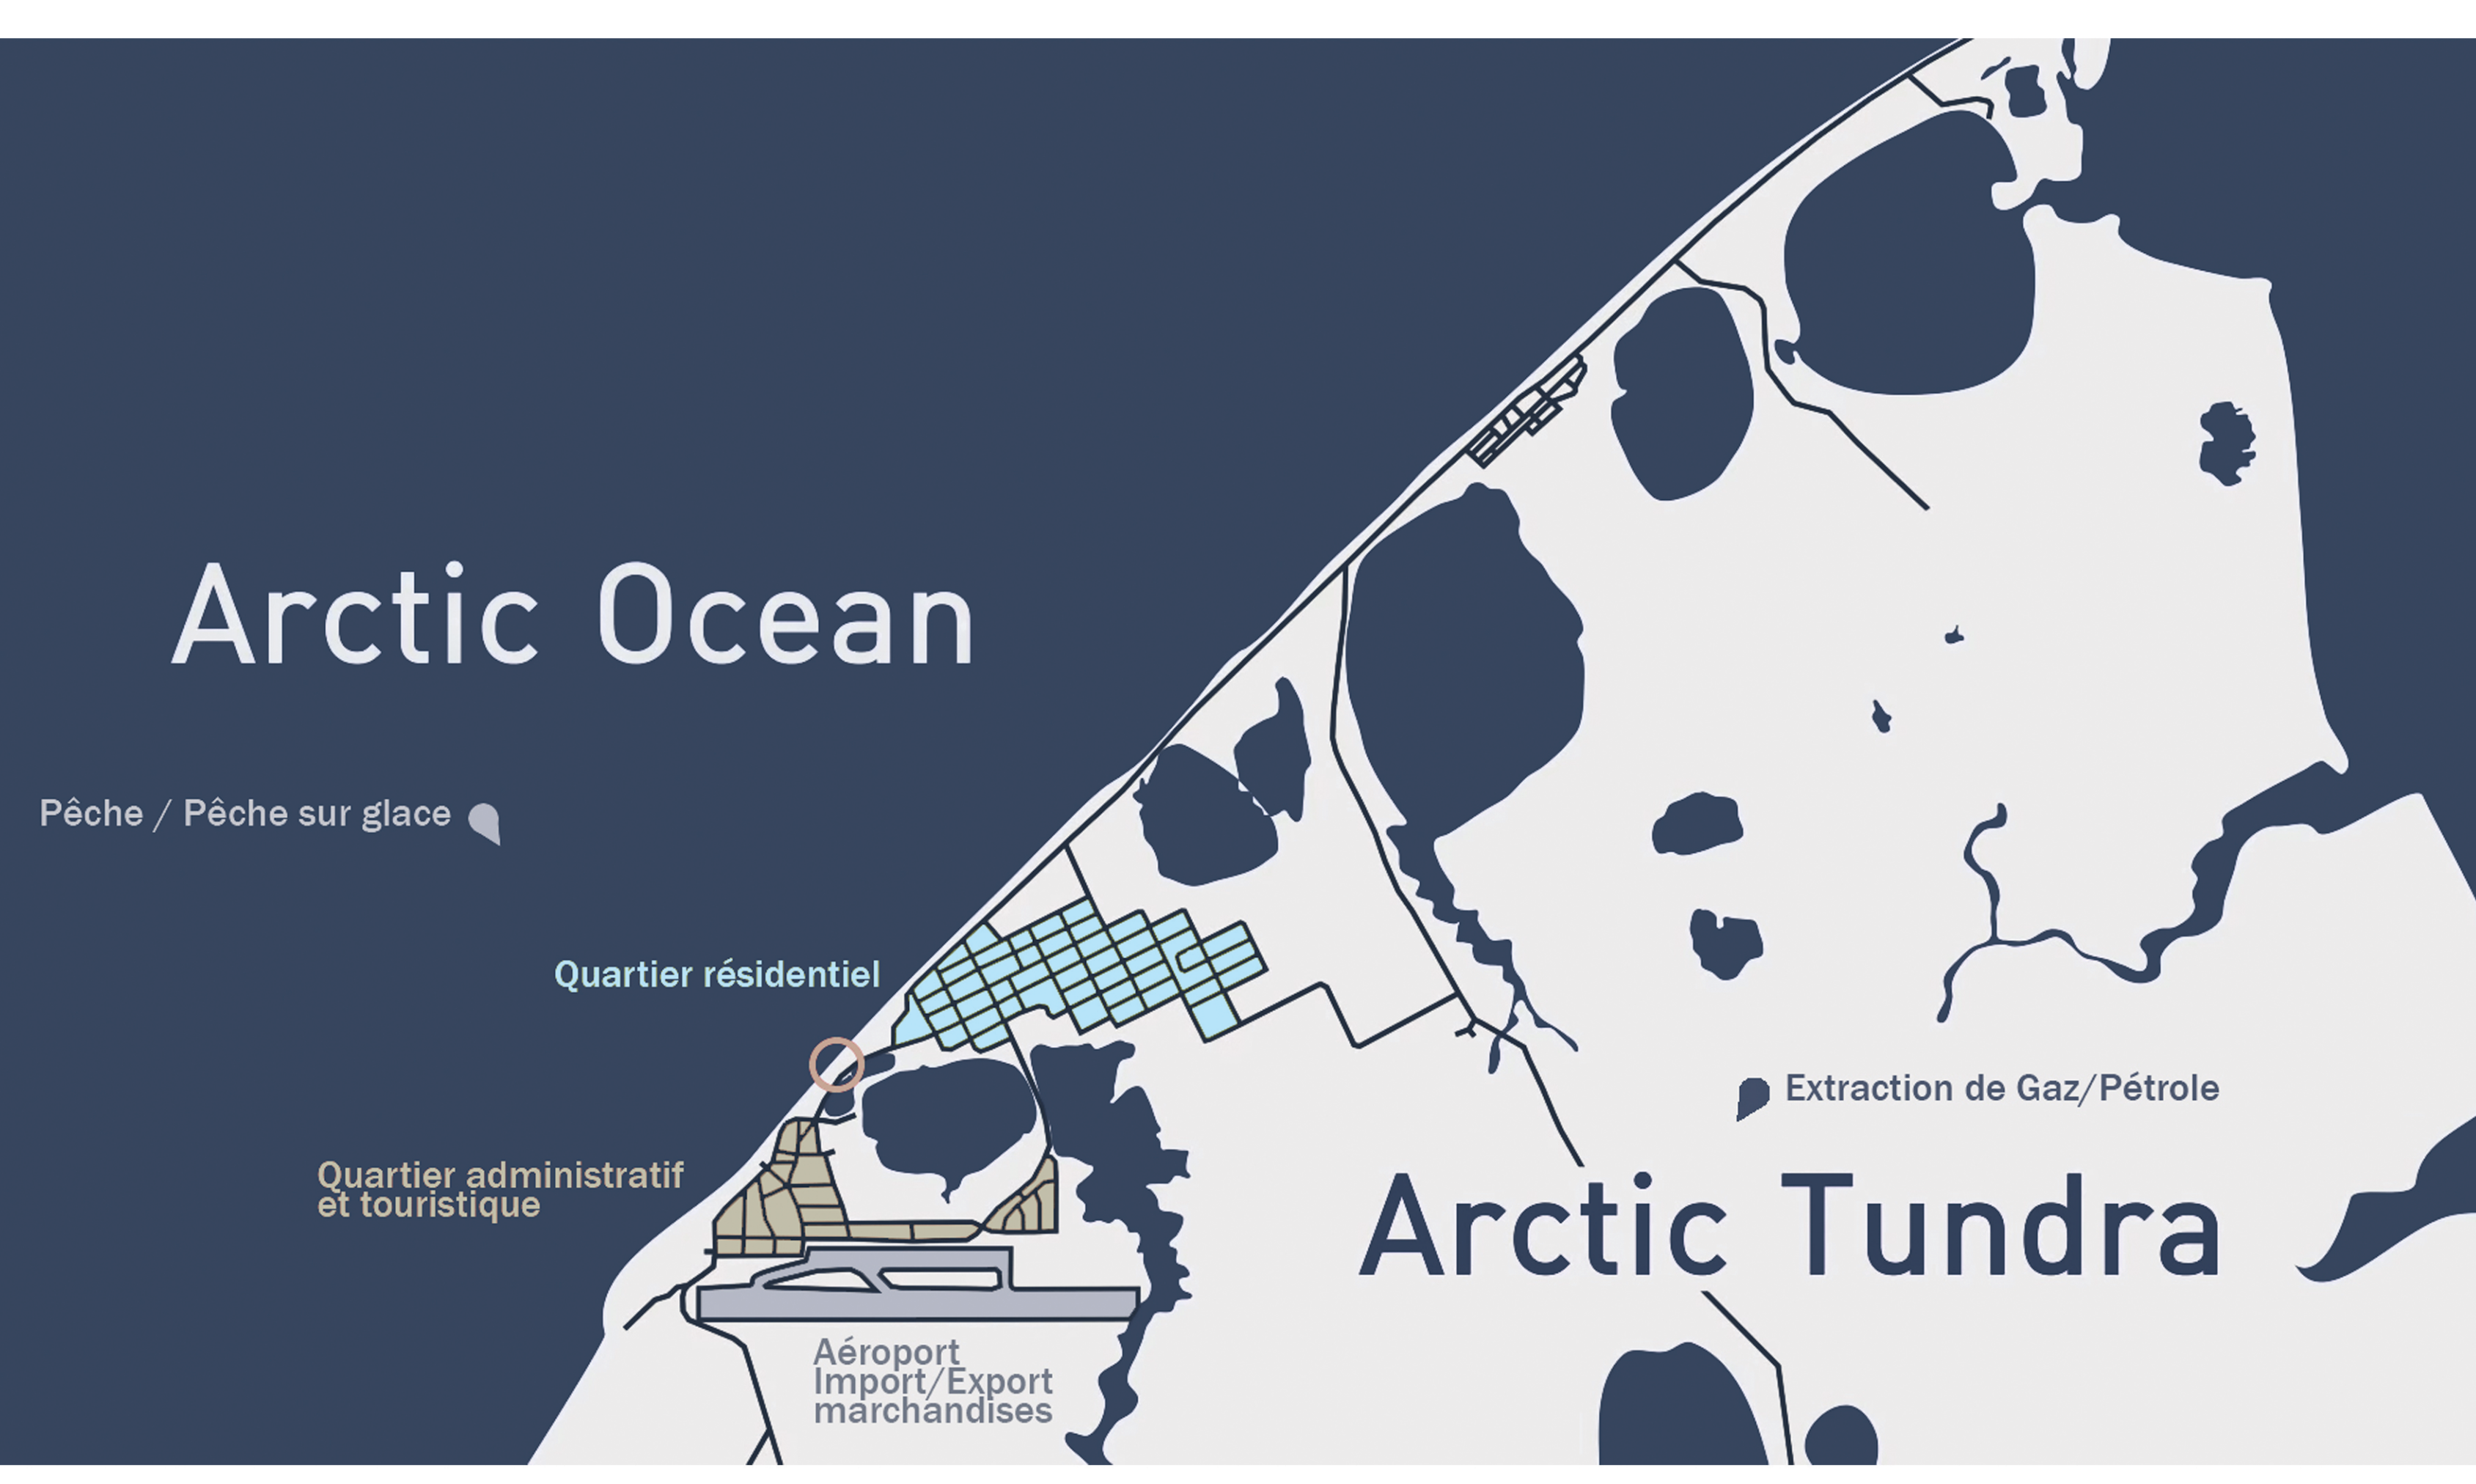 Arctic Ocean
Pêche / Pêche sur glace
Quartier résidentiel
Extraction de Gaz/Pétrole
Quartier administratif
et touristique
Arctic Tundra
Aéroport
Import/Export
marchandises